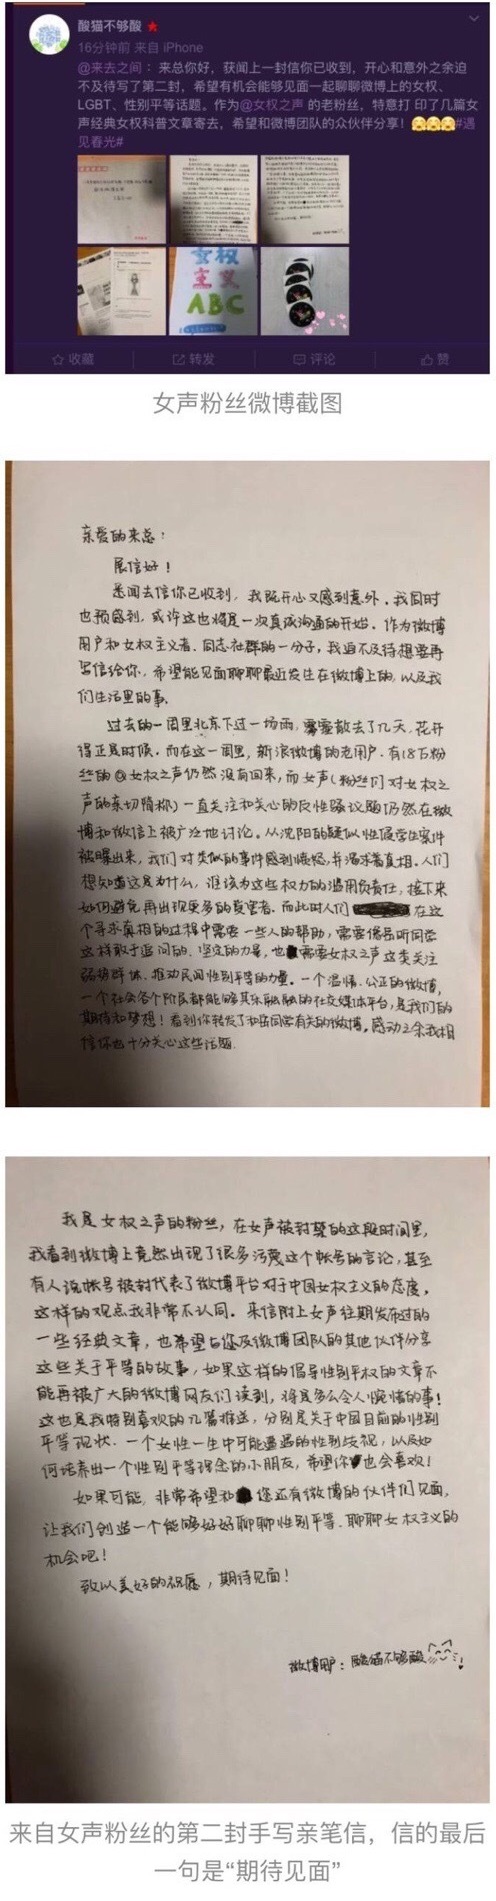 酸猫不够酸
16分钟前 来自 iPhone
@来去之间 ：来总你好，获闻上一封信你已收到，开心和意外之余迫
不及待写了第二封，希望有机会能够见面一起聊聊微博上的女权、
LGBT、性别平等话题。作为@女权之声 的老粉丝，特意打 印了几篇女
声经典女权科普文章寄去，希望和微博团队的众伙伴分享！#遇
见春光#
女权
主义
ABC
收藏
转发
评论
赞
女声粉丝微博截图
亲爱的来总：
展信好！
悉闻去信你已收到，我既开心又感到意外。我同时
也预感到，或许这也将是一次真诚沟通的开始。作为微博
用户和女权主义者、同志社群的一分子，我迫不及待想要再
写信给你，希望能见面聊聊最近发生在微博上的，以及我
们生活里的事。
过去的一周里北京下过一场雨，雾霾散去了几天，花开
得正是时候。而在这一周里，新浪微博的老用户、有18万粉
丝的@女权之声仍然没有回来，而女声（粉丝们对女权之
声的亲切简称）一直关注和关心的反性骚议题仍然在微
博和微信上被广泛地讨论。从沈阳的疑似性侵学生案件
被曝出来，我们对类似的事件感到愤怒，并渴求着真相。人们
想知道这是为什么，谁该为这些权力的滥用负责任，接下来
如何避免再出现更多的受害者。而此时人们 在这
个寻求真相的过程中需要一些人的帮助，需要像岳昕同学
这样敢于追问的、坚定的力量，也需要女权之声这类关注
弱势群体、推动民间性别平等的力量。一个温情、公正的微博，
一个社会各个阶层都能够其乐融融的社交媒体平台，是我们的
期待和梦想！看到你转发了和岳同学有关的微博，感动之余我相
信你也十分关心这些话题。
我是女权之声的粉丝，在女声被封禁的这段时间里，
我看到微博上竟然出现了很多污蔑这个帐号的言论，甚至
有人说帐号被封代表了微博平台对于中国女权主义的态度。
这样的观点我非常不认同。来信附上女声往期发布过的
一些经典文章，也希望与您及微博团队的其他伙伴分享
这些关于平等的故事，如果这样的倡导性别平权的文章不
能再被广大的微博网友们读到，将是多么令人惋惜的事！
这也是我特别喜欢的几篇推送，分别是关于中国目前的性别
平等现状、一个女性一生中可能遭遇的性别歧视，以及如
何培养出一个性别平等理念的小朋友，希望你也会喜欢！
如果可能，非常希望和您还有微博的伙伴们见面，
让我们创造一个能够好好聊聊性别平等、聊聊女权主义的
机会吧！
致以美好的祝愿，期待见面！
微博用户：酸猫不够酸
来自女声粉丝的第二封手写亲笔信，信的最后
一句是“期待见面”